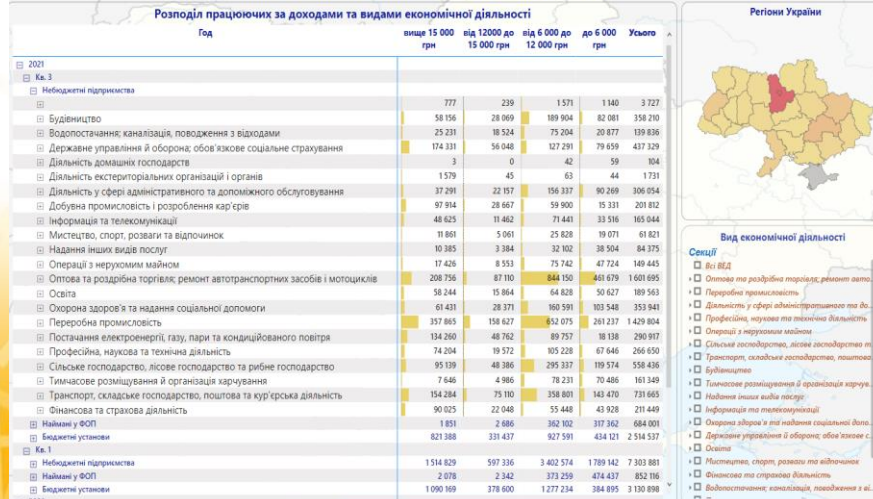 Розподіл працюючих за доходами та видами економічної діяльності
Год вище 15 000 грн від 12000 до 15 000 грн від 6 000 до 12 000 грн до 6 000 грн Усього
2021
Кв. 3
Небюджетні підприємства
777 239 1 571 1 140 3 727
Будівництво 58 156 28 069 189 904 82 081 358 210
Водопостачання; каналізація, поводження з відходами 25 231 18 524 75 204 20 877 139 836
Державне управління й оборона; обов'язкове соціальне страхування 174 331 56 048 127 291 79 659 437 329
Діяльність домашніх господарств 3 0 42 59 104
Діяльність екстериторіальних організацій і органів 1 579 45 63 44 1 731
Діяльність у сфері адміністративного та допоміжного обслуговування 37 291 22 157 156 337 90 269 306 054
Добувна промисловість і розроблення кар'єрів 97 914 28 667 59 900 15 331 201 812
Інформація та телекомунікації 48 625 11 462 71 441 33 516 165 044
Мистецтво, спорт, розваги та відпочинок 11 861 5 061 25 828 19 071 61 821
Надання інших видів послуг 10 385 3 384 32 102 38 504 84 375
Операції з нерухомим майном 17 426 8 553 75 742 47 724 149 445
Оптова та роздрібна торгівля; ремонт автотранспортних засобів і мотоциклів 208 756 87 110 844 150 461 679 1 601 695
Освіта 58 244 15 864 64 828 50 627 189 563
Охорона здоров'я та надання соціальної допомоги 61 431 28 371 160 591 103 548 353 941
Переробна промисловість 357 865 158 627 652 075 261 237 1 429 804
Постачання електроенергії, газу, пари та кондиційованого повітря 134 260 48 762 89 757 18 138 290 917
Професійна, наукова та технічна діяльність 74 204 19 572 105 228 67 646 266 650
Сільське господарство, лісове господарство та рибне господарство 95 139 48 386 295 337 119 574 558 436
Тимчасове розміщування й організація харчування 7 646 4 986 78 231 70 486 161 349
Транспорт, складське господарство, поштова та кур'єрська діяльність 154 284 75 110 358 801 143 470 731 665
Фінансова та страхова діяльність 90 025 22 048 55 448 43 928 211 449
Наймані у ФОП 1 851 2 686 362 102 317 362 684 001
Бюджетні установи 821 388 331 437 927 591 434 121 2 514 537
Кв. 1
Небюджетні підприємства 1 514 829 597 336 3 402 574 1 789 142 7 303 881
Наймані у ФОП 2 078 2 342 373 259 474 437 852 116
Бюджетні установи 1 090 169 378 600 1 277 234 384 895 3 130 898
Регіони України
Вид економічної діяльності
Секції
Всі ВЕД
Оптова та роздрібна торгівля; ремонт авто...
Переробна промисловість
Діяльність у сфері адміністративного та до...
Професійна, наукова та технічна діяльність
Операції з нерухомим майном
Сільське господарство, лісове господарство т...
Транспорт, складське господарство, поштова...
Будівництво
Тимчасове розміщування й організація харчув...
Надання інших видів послуг
Інформація та телекомунікації
Охорона здоров'я та надання соціальної допо...
Державне управління й оборона; обов'язкове с...
Освіта
Мистецтво, спорт, розваги та відпочинок
Фінансова та страхова діяльність
Водопостачання; каналізація, поводження з ві...